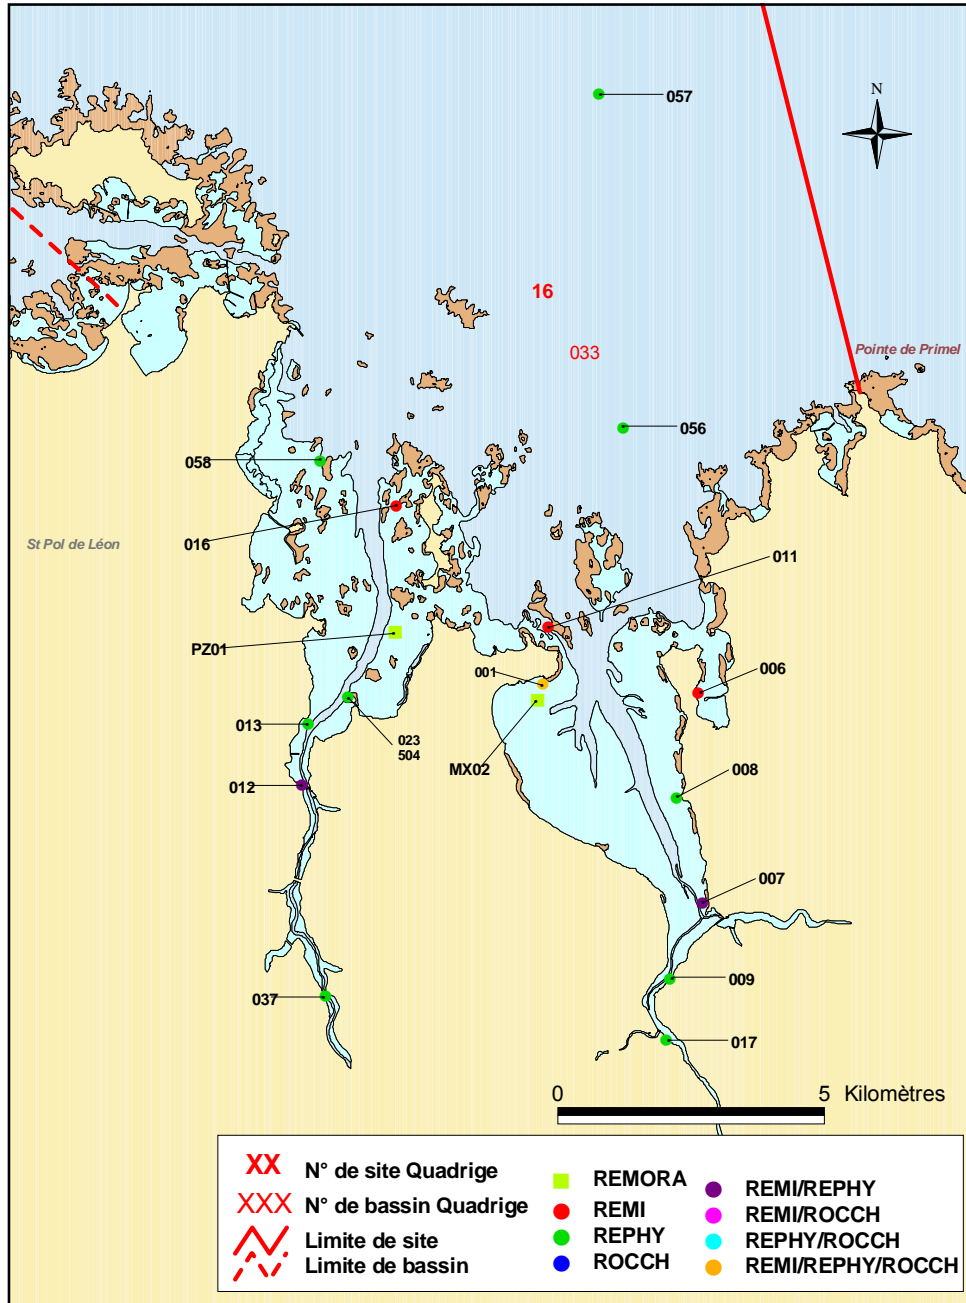 057
N
16
033
Pointe de Primel
056
058
016
St Pol de Léon
011
PZ01
001
006
013
023
504
MX02
012
008
007
037
009
017
0 5 Kilomètres
XX N° de site Quadrige
XXX N° de bassin Quadrige
Limite de site
Limite de bassin
REMORA
REMI
REPHY
ROCCH
REMI/REPHY
REMI/ROCCH
REPHY/ROCCH
REMI/REPHY/ROCCH